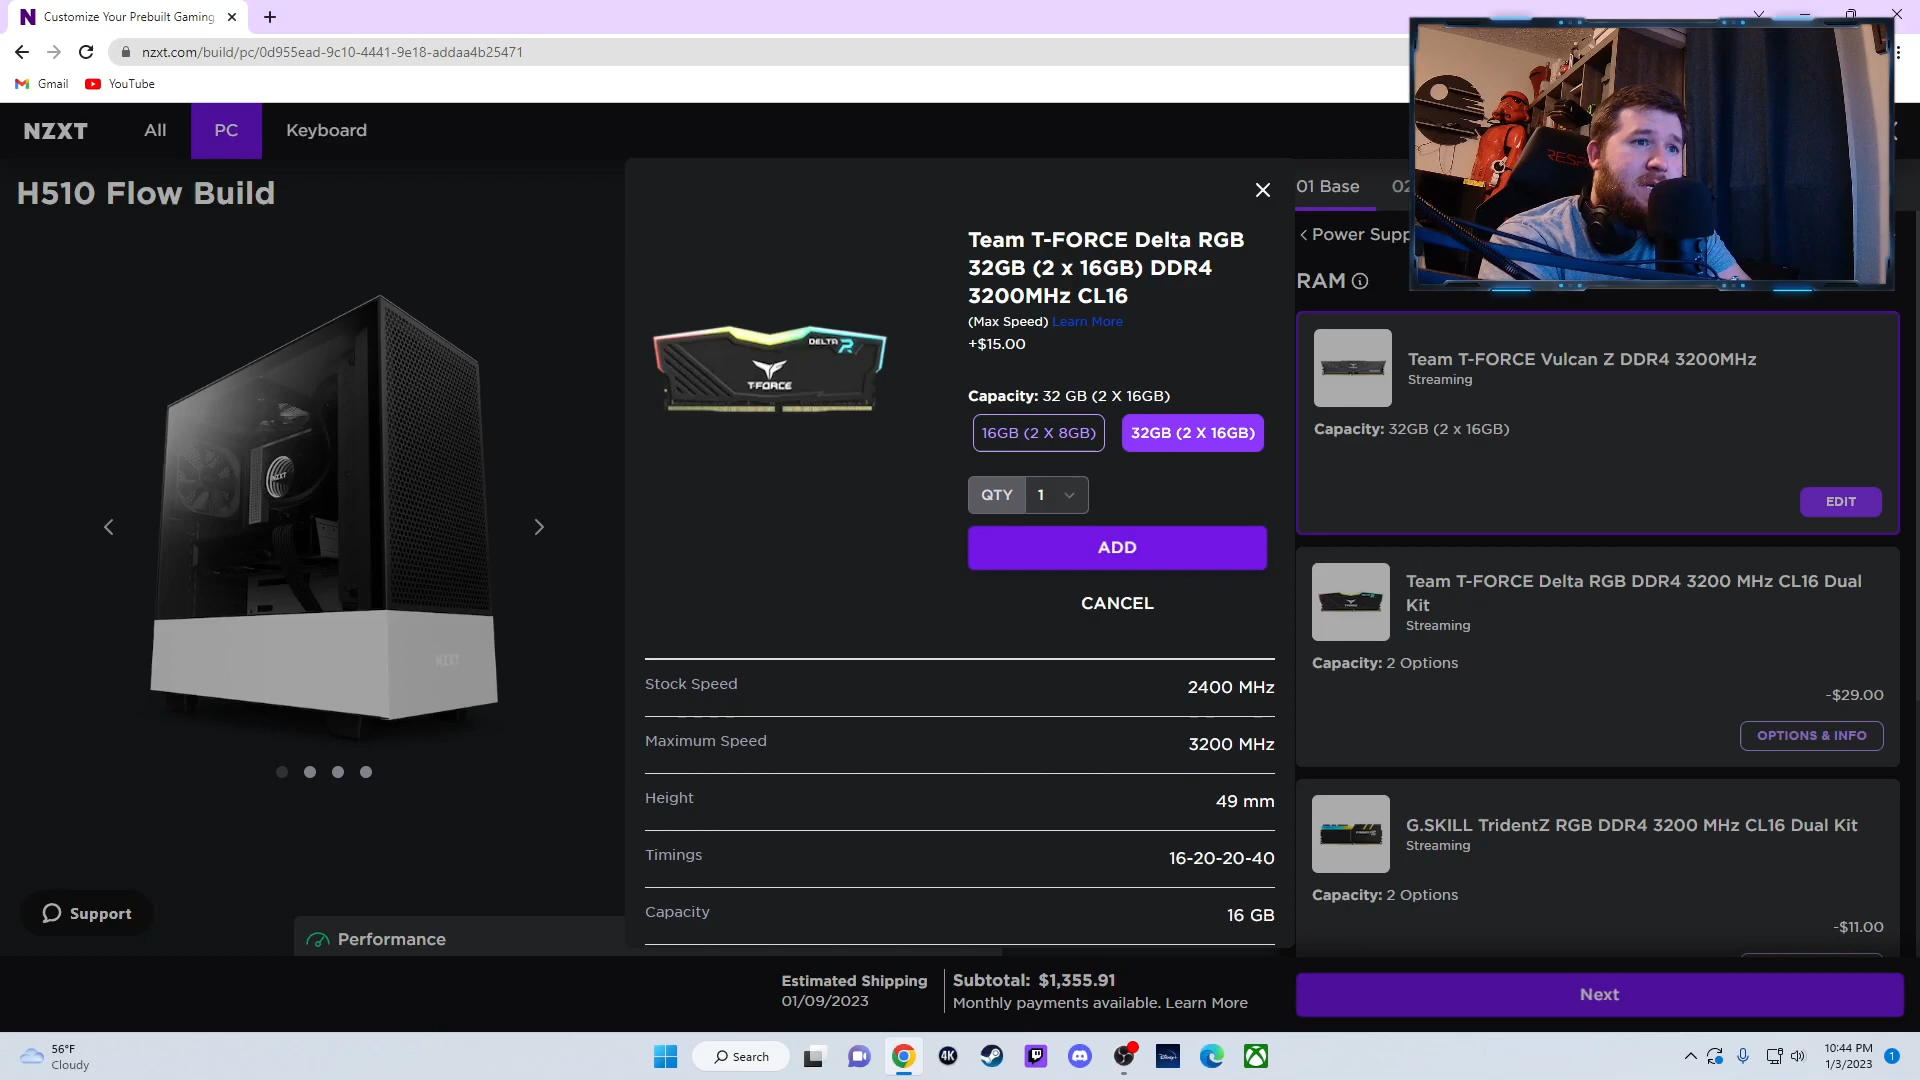 Customize Your Prebuilt Gaming
nzxt.com/build/pc/0d955ead-9c10-4441-9e18-addaa4b25471
Gmail
YouTube
NZXT
All
PC
Keyboard
H510 Flow Build
NZXT
Team T-FORCE Delta RGB
32GB (2 x 16GB) DDR4
3200MHz CL16
(Max Speed) Learn More
+$15.00
DELTA R
T-FORCE
Capacity: 32 GB (2 X 16GB)
16GB (2 X 8GB)
32GB (2 X 16GB)
QTY 1
ADD
CANCEL
Stock Speed
2400 MHz
Maximum Speed
3200 MHz
Height
49 mm
Timings
16-20-20-40
Capacity
16 GB
01 Base
02
Power Supp
RAM
Team T-FORCE Vulcan Z DDR4 3200MHz
Streaming
Capacity: 32GB (2 x 16GB)
EDIT
Team T-FORCE Delta RGB DDR4 3200 MHz CL16 Dual
Kit
Streaming
Capacity: 2 Options
-$29.00
OPTIONS & INFO
G.SKILL TridentZ RGB DDR4 3200 MHz CL16 Dual Kit
Streaming
Capacity: 2 Options
-$11.00
Support
Performance
Estimated Shipping
01/09/2023
Subtotal: $1,355.91
Monthly payments available. Learn More
Next
56°F
Cloudy
Search
4K
10:44 PM
1/3/2023
1